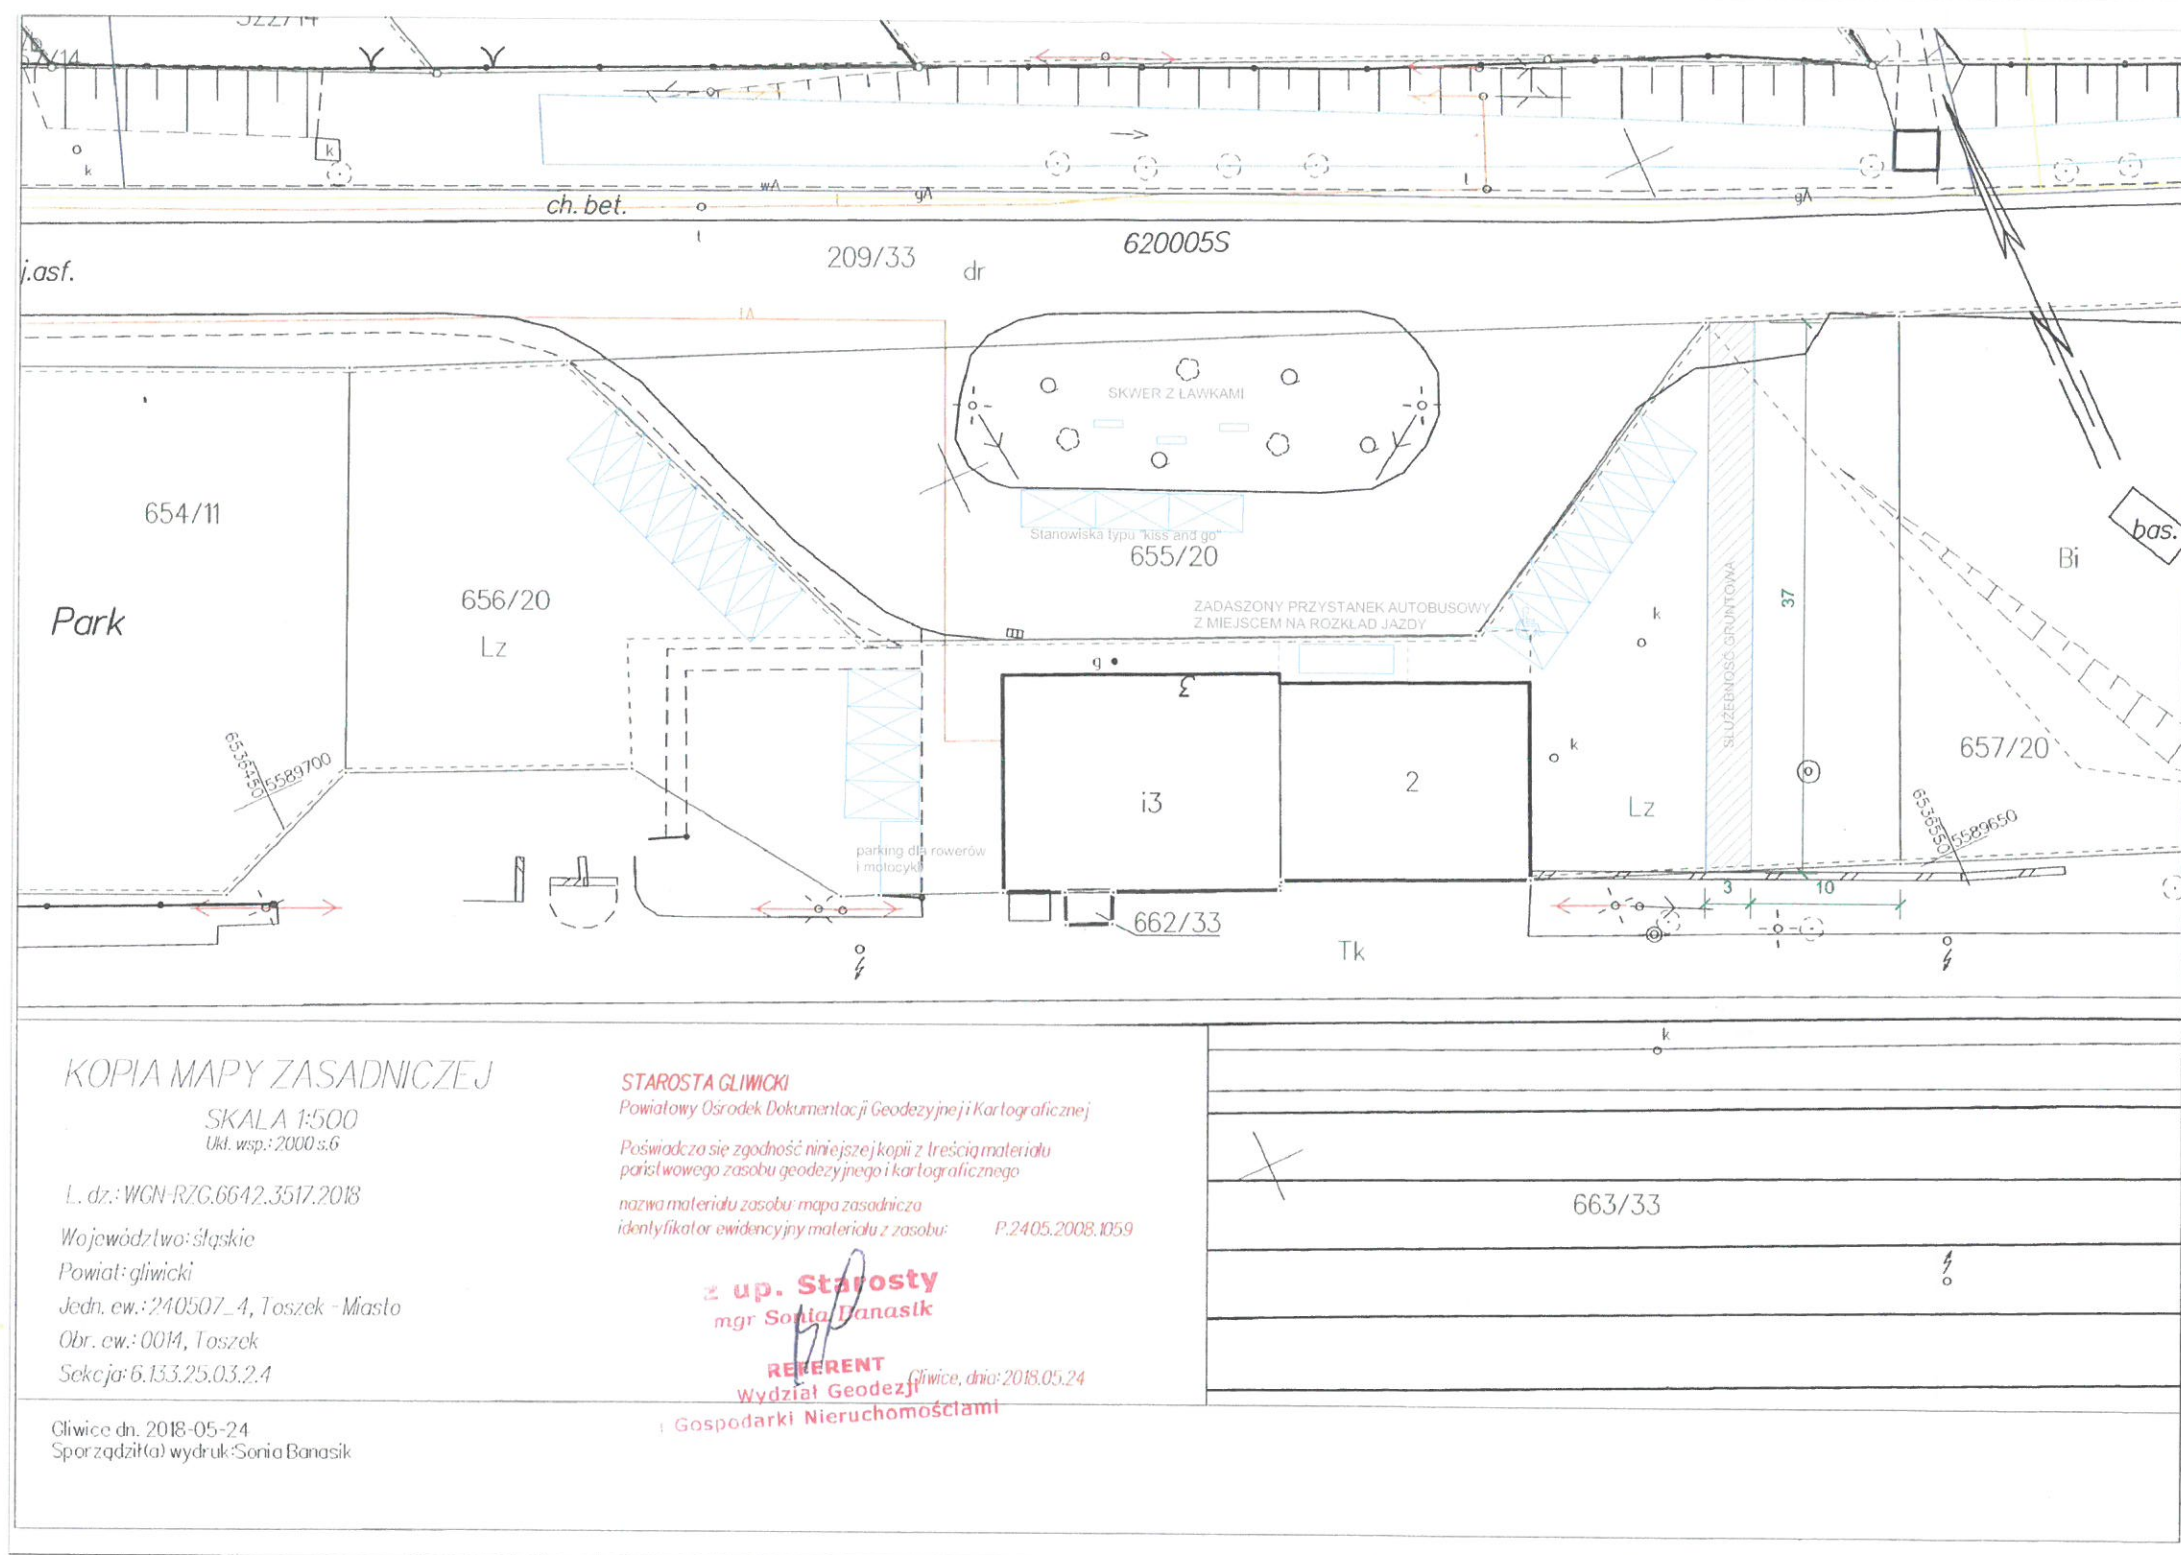 k
k
wA
gA
gA
ch. bet.
620005S
209/33
dr
j.asf.
SKWER Z ŁAWKAMI
654/11
Stanowiska typu "kiss and go"
655/20
bas.
Bi
37
656/20
ZADASZONY PRZYSTANEK AUTOBUSOWY
Z MIEJSCEM NA ROZKŁAD JAZDY
k
Park
Lz
g
3
SŁUŻEBNOŚĆ GRUNTOWA
657/20
k
6536450
5589700
i3
2
Lz
6536550
5589650
parking dla rowerów
i motocykli
3
10
662/33
Tk
k
KOPIA MAPY ZASADNICZEJ
SKALA 1:500
Ukł. wsp.: 2000 s.6
L. dz.: WGN-RZG.6642.3517.2018
Województwo: śląskie
Powiat: gliwicki
Jedn. ew.: 240507_4, Toszek - Miasto
Obr. ew.: 0014, Toszek
Sekcja: 6.133.25.03.2.4
STAROSTA GLIWICKI
Powiatowy Ośrodek Dokumentacji Geodezyjnej i Kartograficznej
Poświadcza się zgodność niniejszej kopii z treścią materiału
państwowego zasobu geodezyjnego i kartograficznego
nazwa materiału zasobu: mapa zasadnicza
identyfikator ewidencyjny materiału z zasobu: P.2405.2008.1059
z up. Starosty
mgr Sonia Banasik
REFERENT
Wydział Geodezji
i Gospodarki Nieruchomościami
Gliwice, dnia: 2018.05.24
663/33
Gliwice dn. 2018-05-24
Sporządził(a) wydruk:Sonia Banasik